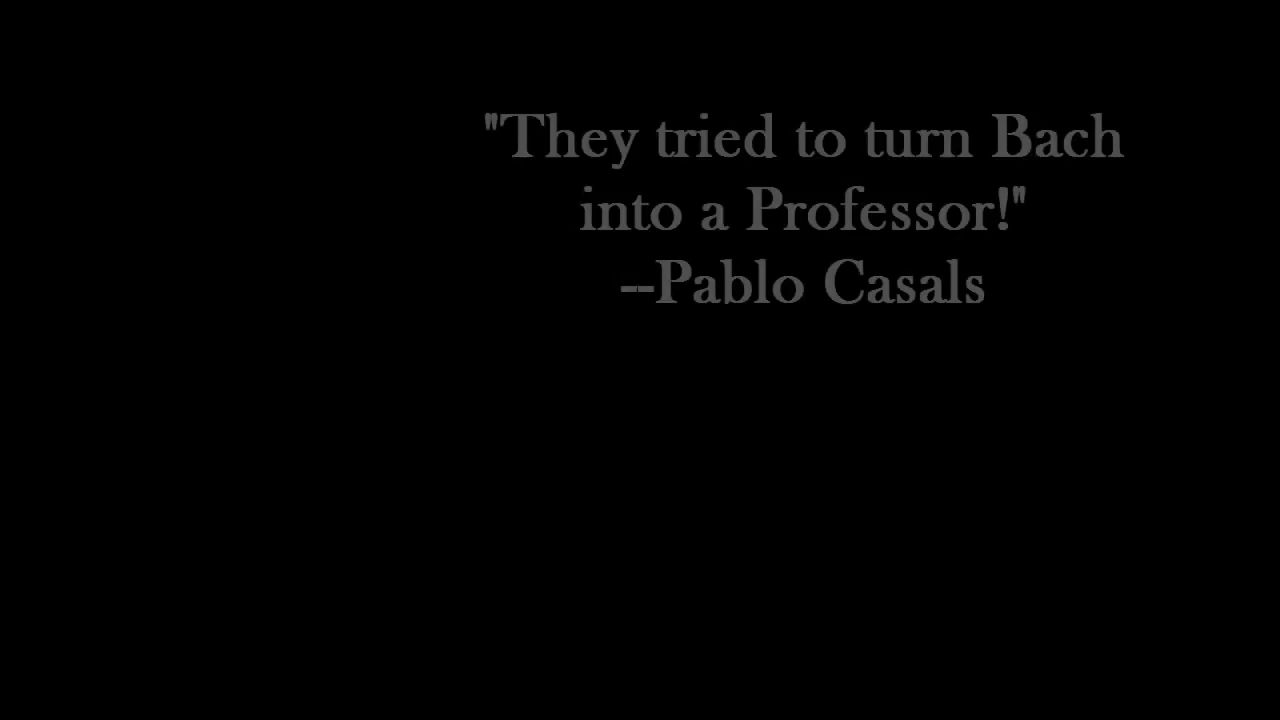 "They tried to turn Bach
into a Professor!"
--Pablo Casals